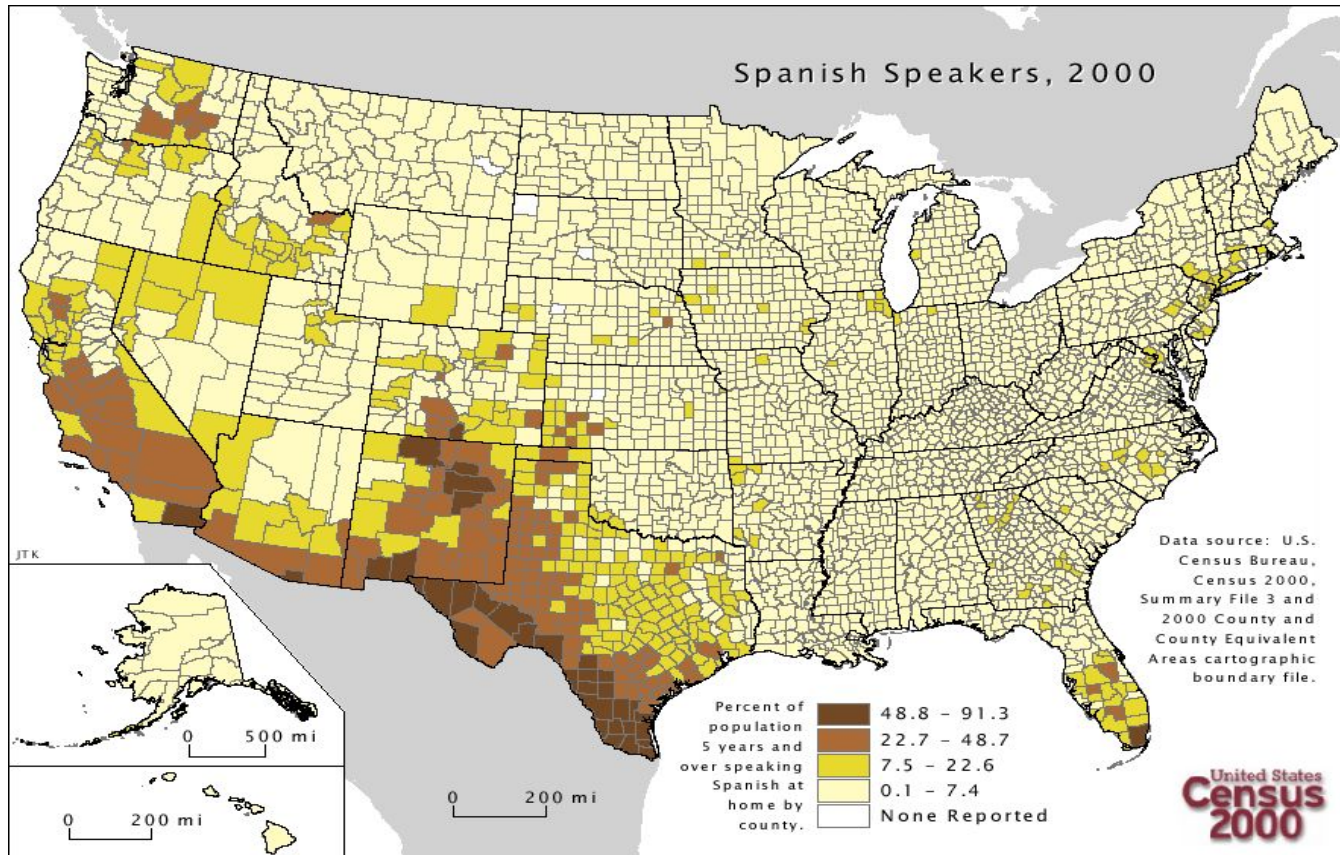 Spanish Speakers, 2000
JTK
0 500 mi
0 200 mi
0 200 mi
Percent of
population
5 years and
over speaking
Spanish at
home by
county.
48.8 - 91.3
22.7 - 48.7
7.5 - 22.6
0.1 - 7.4
None Reported
Data source: U.S.
Census Bureau,
Census 2000,
Summary File 3 and
2000 County and
County Equivalent
Areas cartographic
boundary file.
United States
Census
2000